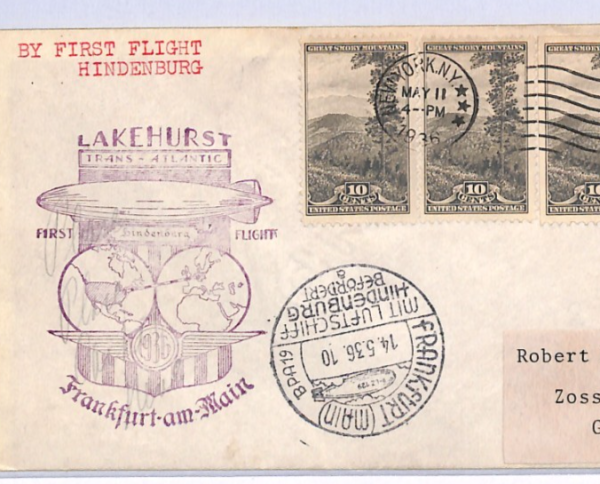 BY FIRST FLIGHT
HINDENBURG
GREAT SMOKY MOUNTAINS
10
CENTS
UNITED STATES POSTAGE
GREAT SMOKY MOUNTAINS
10
CENTS
UNITED STATES POSTAGE
GREAT SMOKY MOUN
10
CENTS
UNITED STATES
NEW YORK, N.Y.
MAY 11
4-PM
1936
LAKEHURST
TRANS-ATLANTIC
FIRST
Hindenburg
FLIGHT
1936
Frankfurt-am-Main
FRANKFURT (MAIN)
14.5.36. 10
BPA19
MIT LUFTSCHIFF
HINDENBURG
BEFÖRDERT
Robert
Zoss
G